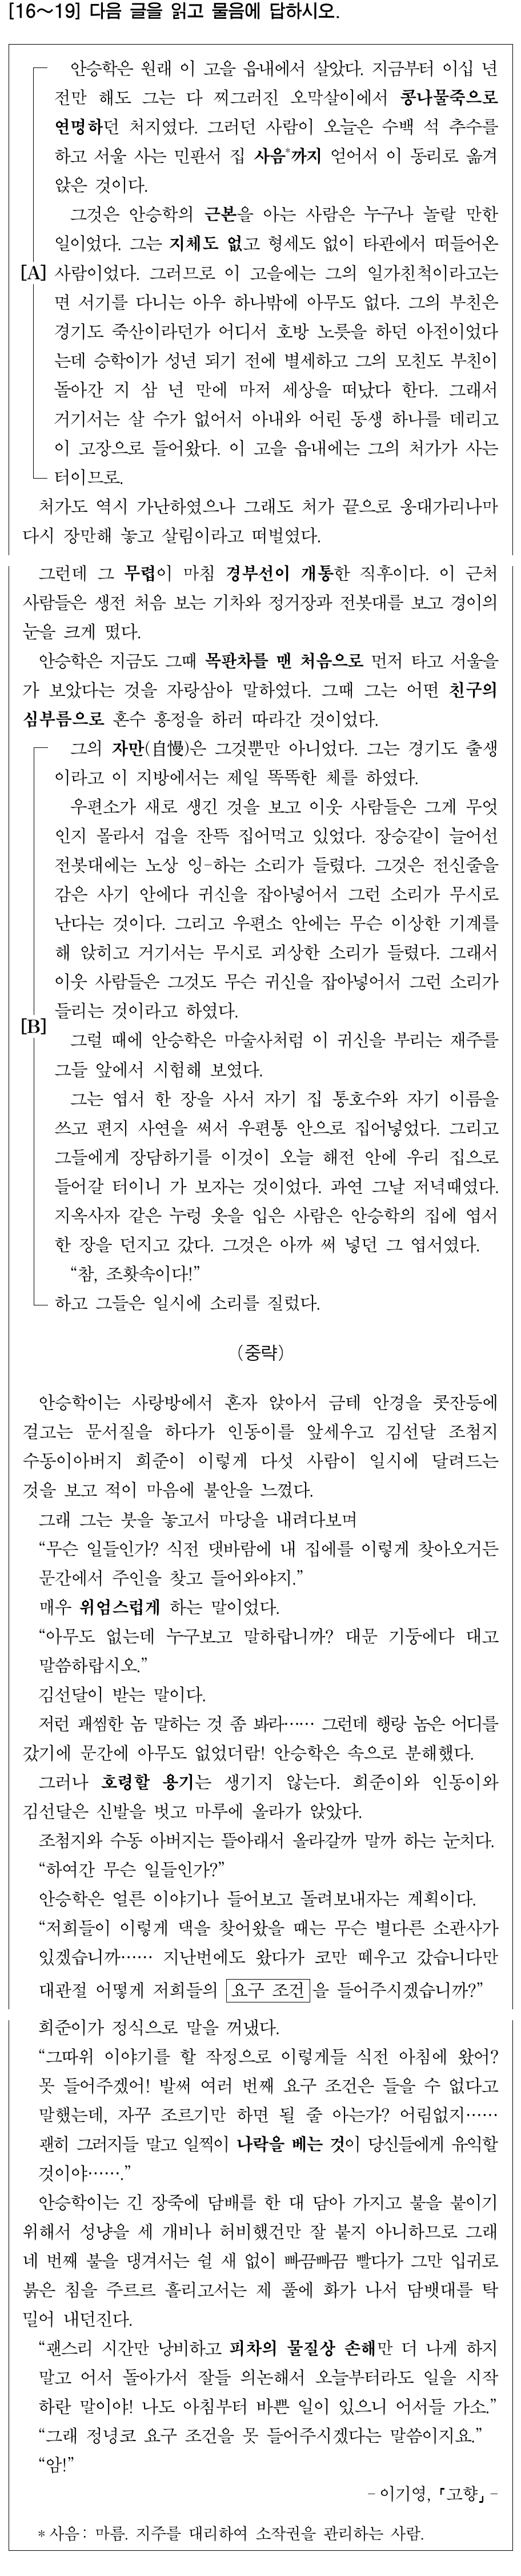 [16～19] 다음 글을 읽고 물음에 답하시오.
안승학은 원래 이 고을 읍내에서 살았다. 지금부터 이십 년
전만 해도 그는 다 찌그러진 오막살이에서 콩나물죽으로
연명하던 처지였다. 그러던 사람이 오늘은 수백 석 추수를
하고 서울 사는 민판서 집 사음*까지 얻어서 이 동리로 옮겨
앉은 것이다.
그것은 안승학의 근본을 아는 사람은 누구나 놀랄 만한
일이었다. 그는 지체도 없고 형세도 없이 타관에서 떠들어온
[A] 사람이었다. 그러므로 이 고을에는 그의 일가친척이라고는
면 서기를 다니는 아우 하나밖에 아무도 없다. 그의 부친은
경기도 죽산이라던가 어디서 호방 노릇을 하던 아전이었다
는데 승학이가 성년 되기 전에 별세하고 그의 모친도 부친이
돌아간 지 삼 년 만에 마저 세상을 떠났다 한다. 그래서
거기서는 살 수가 없어서 아내와 어린 동생 하나를 데리고
이 고장으로 들어왔다. 이 고을 읍내에는 그의 처가가 사는
터이므로.
처가도 역시 가난하였으나 그래도 처가 끝으로 옹대가리나마
다시 장만해 놓고 살림이라고 떠벌였다.
그런데 그 무렵이 마침 경부선이 개통한 직후이다. 이 근처
사람들은 생전 처음 보는 기차와 정거장과 전봇대를 보고 경이의
눈을 크게 떴다.
안승학은 지금도 그때 목판차를 맨 처음으로 먼저 타고 서울을
가 보았다는 것을 자랑삼아 말하였다. 그때 그는 어떤 친구의
심부름으로 혼수 흥정을 하러 따라간 것이었다.
그의 자만(自慢)은 그것뿐만 아니었다. 그는 경기도 출생
이라고 이 지방에서는 제일 똑똑한 체를 하였다.
우편소가 새로 생긴 것을 보고 이웃 사람들은 그게 무엇
인지 몰라서 겁을 잔뜩 집어먹고 있었다. 장승같이 늘어선
전봇대에는 노상 잉-하는 소리가 들렸다. 그것은 전신줄을
감은 사기 안에다 귀신을 잡아넣어서 그런 소리가 무시로
난다는 것이다. 그리고 우편소 안에는 무슨 이상한 기계를
해 앉히고 거기서는 무시로 괴상한 소리가 들렸다. 그래서
이웃 사람들은 그것도 무슨 귀신을 잡아넣어서 그런 소리가
들리는 것이라고 하였다.
[B] 그럴 때에 안승학은 마술사처럼 이 귀신을 부리는 재주를
그들 앞에서 시험해 보였다.
그는 엽서 한 장을 사서 자기 집 통호수와 자기 이름을
쓰고 편지 사연을 써서 우편통 안으로 집어넣었다. 그리고
그들에게 장담하기를 이것이 오늘 해전 안에 우리 집으로
들어갈 터이니 가 보자는 것이었다. 과연 그날 저녁때였다.
지옥사자 같은 누렁 옷을 입은 사람은 안승학의 집에 엽서
한 장을 던지고 갔다. 그것은 아까 써 넣던 그 엽서였다.
“참, 조홧속이다!”
하고 그들은 일시에 소리를 질렀다.
(중략)
안승학이는 사랑방에서 혼자 앉아서 금테 안경을 콧잔등에
걸고는 문서질을 하다가 인동이를 앞세우고 김선달 조첨지
수동이아버지 희준이 이렇게 다섯 사람이 일시에 달려드는
것을 보고 적이 마음에 불안을 느꼈다.
그래 그는 붓을 놓고서 마당을 내려다보며
“무슨 일들인가? 식전 댓바람에 내 집에를 이렇게 찾아오거든
문간에서 주인을 찾고 들어와야지.”
매우 위엄스럽게 하는 말이었다.
“아무도 없는데 누구보고 말하랍니까? 대문 기둥에다 대고
말씀하랍시오.”
김선달이 받는 말이다.
저런 괘씸한 놈 말하는 것 좀 봐라…… 그런데 행랑 놈은 어디를
갔기에 문간에 아무도 없었더람! 안승학은 속으로 분해했다.
그러나 호령할 용기는 생기지 않는다. 희준이와 인동이와
김선달은 신발을 벗고 마루에 올라가 앉았다.
조첨지와 수동 아버지는 뜰아래서 올라갈까 말까 하는 눈치다.
“하여간 무슨 일들인가?”
안승학은 얼른 이야기나 들어보고 돌려보내자는 계획이다.
“저희들이 이렇게 댁을 찾어왔을 때는 무슨 별다른 소관사가
있겠습니까…… 지난번에도 왔다가 코만 떼우고 갔습니다만
대관절 어떻게 저희들의 요구 조건을 들어주시겠습니까?”
희준이가 정식으로 말을 꺼냈다.
“그따위 이야기를 할 작정으로 이렇게들 식전 아침에 왔어?
못 들어주겠어! 발써 여러 번째 요구 조건은 들을 수 없다고
말했는데, 자꾸 조르기만 하면 될 줄 아는가? 어림없지……
괜히 그러지들 말고 일찍이 나락을 베는 것이 당신들에게 유익할
것이야…….”
안승학이는 긴 장죽에 담배를 한 대 담아 가지고 불을 붙이기
위해서 성냥을 세 개비나 허비했건만 잘 붙지 아니하므로 그래
네 번째 불을 댕겨서는 쉴 새 없이 빠끔빠끔 빨다가 그만 입귀로
붉은 침을 주르르 흘리고서는 제 풀에 화가 나서 담뱃대를 탁
밀어 내던진다.
“괜스리 시간만 낭비하고 피차의 물질상 손해만 더 나게 하지
말고 어서 돌아가서 잘들 의논해서 오늘부터라도 일을 시작
하란 말이야! 나도 아침부터 바쁜 일이 있으니 어서들 가소.”
“그래 정녕코 요구 조건을 못 들어주시겠다는 말씀이지요.”
“암!”
- 이기영, 「고향」 -
* 사음: 마름. 지주를 대리하여 소작권을 관리하는 사람.